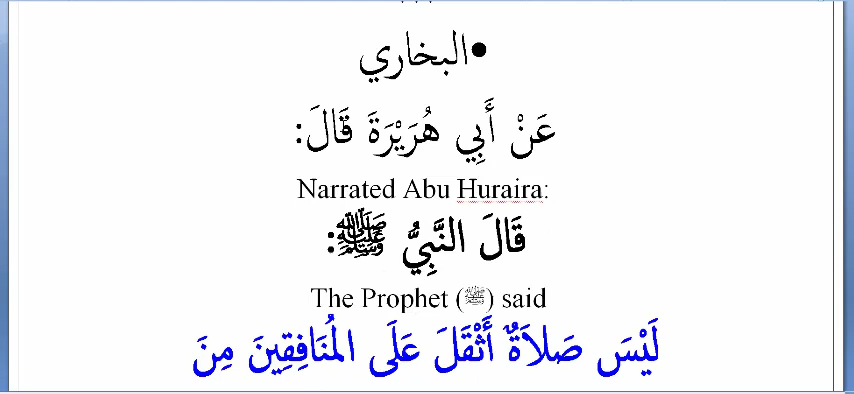 •البخاري
عَنْ أَبِي هُرَيْرَةَ قَالَ:
Narrated Abu Huraira:
قَالَ النَّبِيُّ ﷺ:
The Prophet (ﷺ) said
لَيْسَ صَلاَةٌ أَثْقَلَ عَلَى الْمُنَافِقِينَ مِنَ